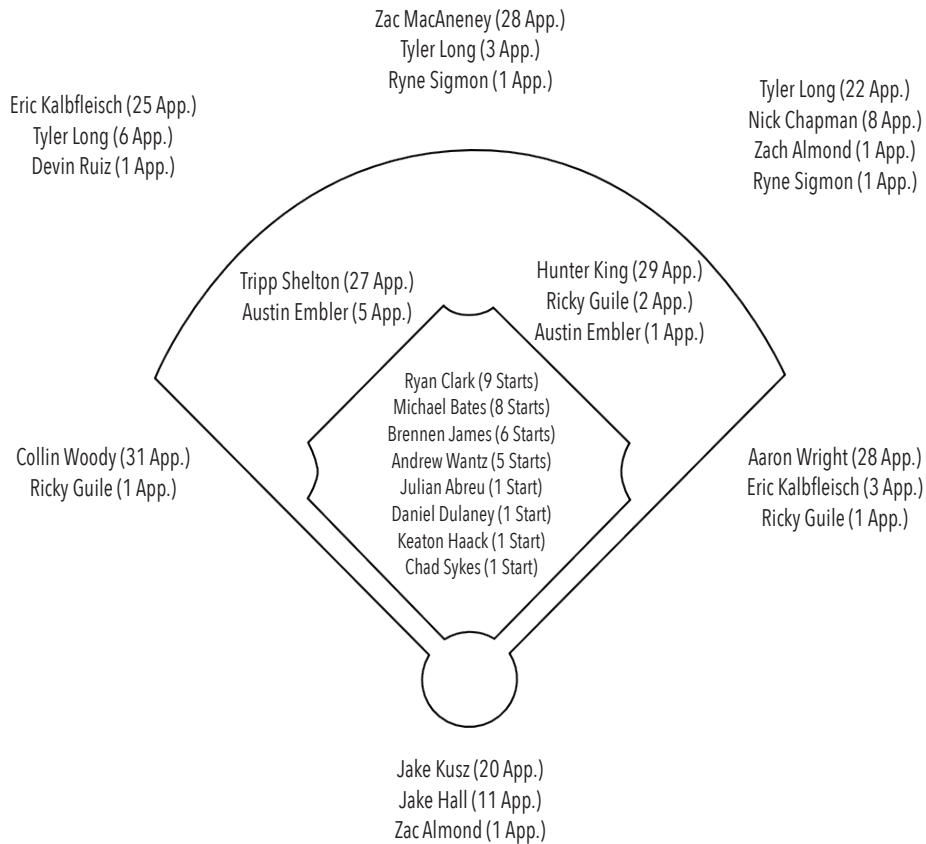 Zac MacAneney (28 App.)
Tyler Long (3 App.)
Ryne Sigmon (1 App.)
Eric Kalbfleisch (25 App.)
Tyler Long (6 App.)
Devin Ruiz (1 App.)
Tyler Long (22 App.)
Nick Chapman (8 App.)
Zach Almond (1 App.)
Ryne Sigmon (1 App.)
Tripp Shelton (27 App.)
Austin Embler (5 App.)
Hunter King (29 App.)
Ricky Guile (2 App.)
Austin Embler (1 App.)
Ryan Clark (9 Starts)
Michael Bates (8 Starts)
Brennen James (6 Starts)
Andrew Wantz (5 Starts)
Julian Abreu (1 Start)
Daniel Dulaney (1 Start)
Keaton Haack (1 Start)
Chad Sykes (1 Start)
Collin Woody (31 App.)
Ricky Guile (1 App.)
Aaron Wright (28 App.)
Eric Kalbfleisch (3 App.)
Ricky Guile (1 App.)
Jake Kusz (20 App.)
Jake Hall (11 App.)
Zac Almond (1 App.)